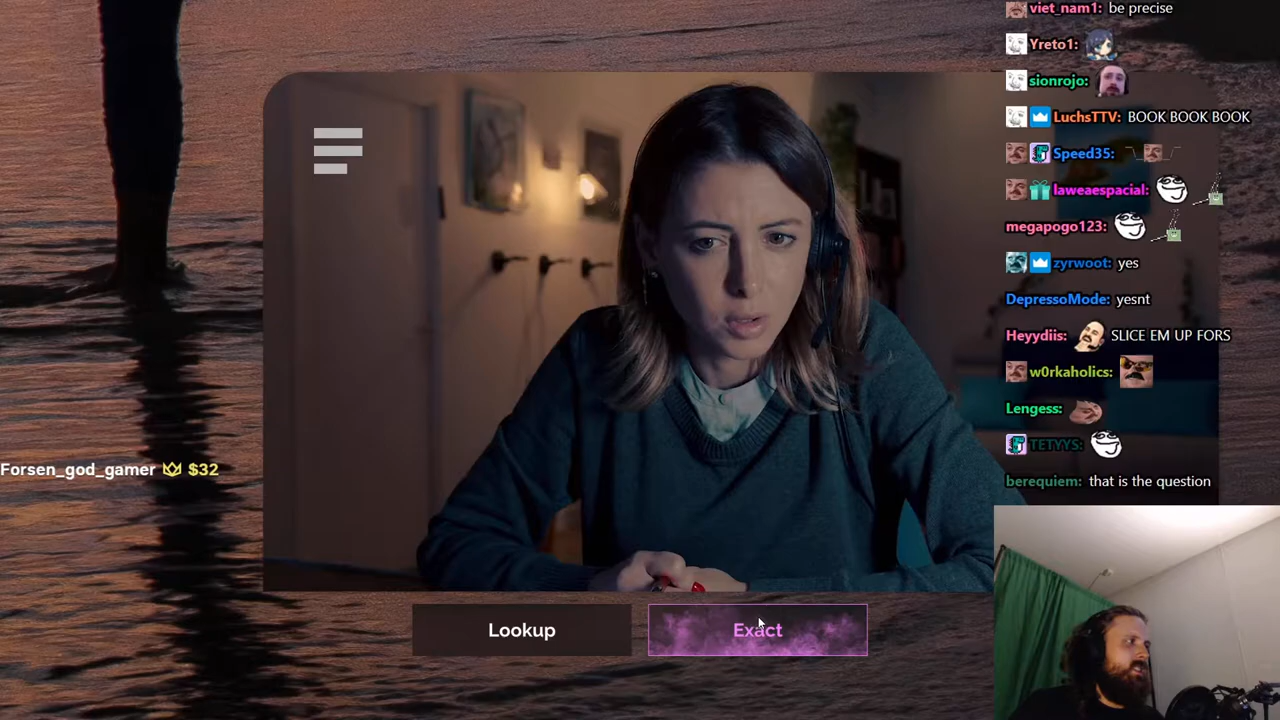 viet_nam1: be precise
Yreto1:
sionrojo:
LuchsTTV: BOOK BOOK BOOK
Speed35:
laweaespacial:
megapogo123:
zyrwoot: yes
DepressoMode: yesnt
Heyydiis: SLICE EM UP FORS
w0rkaholics:
Lengess:
TETYYS:
berequiem: that is the question
Forsen_god_gamer $32
Lookup
Exact